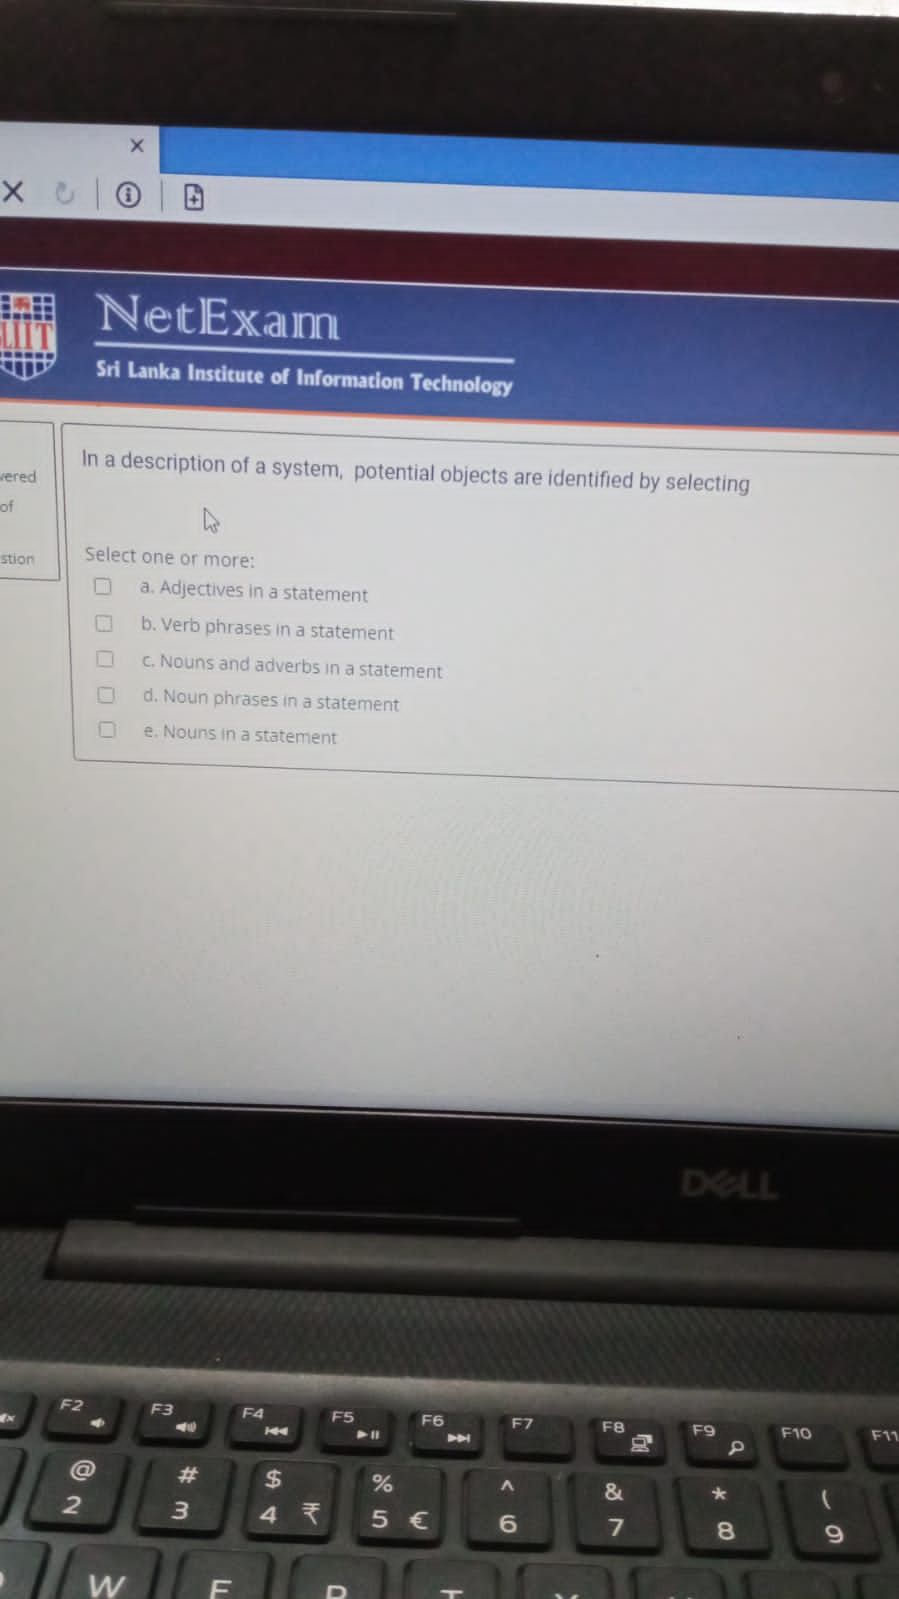 LIIT
NetExam
Sri Lanka Institute of Information Technology
vered
of
stion
In a description of a system, potential objects are identified by selecting
Select one or more:
a. Adjectives in a statement
b. Verb phrases in a statement
c. Nouns and adverbs in a statement
d. Noun phrases in a statement
e. Nouns in a statement
DELL
F2 F3 F4 F5 F6 F7 F8 F9 F10 F11
@ # $ % ^ & * (
2 3 4 ₹ 5 € 6 7 8 9
W